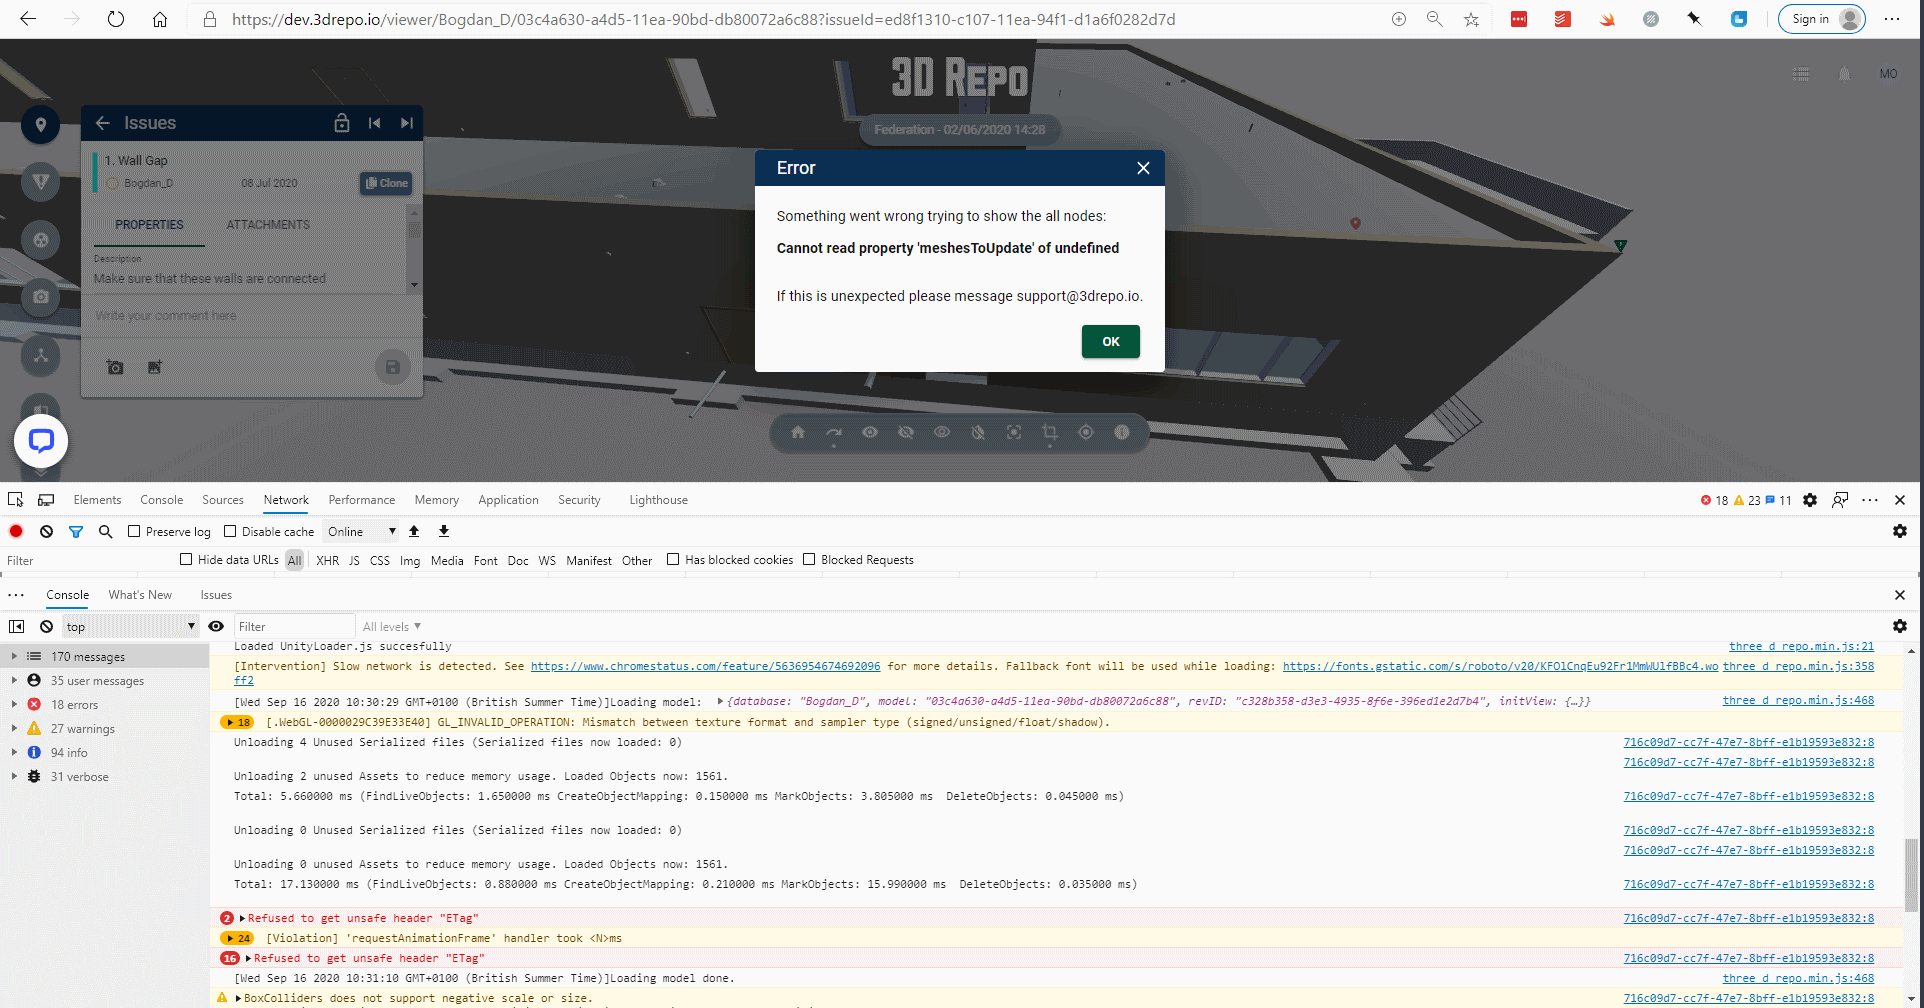 https://dev.3drepo.io/viewer/Bogdan_D/03c4a630-a4d5-11ea-90bd-db80072a6c88?issueId=ed8f1310-c107-11ea-94f1-d1a6f0282d7d
Sign in
3D REPO
MO
Federation - 02/06/2020 14:28
Issues
1. Wall Gap
Bogdan_D 08 Jul 2020 Clone
PROPERTIES ATTACHMENTS
Description
Make sure that these walls are connected
Write your comment here
Error
Something went wrong trying to show the all nodes:
Cannot read property 'meshesToUpdate' of undefined
If this is unexpected please message support@3drepo.io.
OK
Elements Console Sources Network Performance Memory Application Security Lighthouse 18 23 11
Preserve log Disable cache Online
Filter Hide data URLs All XHR JS CSS Img Media Font Doc WS Manifest Other Has blocked cookies Blocked Requests
Console What's New Issues
top Filter All levels
170 messages
35 user messages
18 errors
27 warnings
94 info
31 verbose
Loaded UnityLoader.js succesfully three_d_repo.min.js:21
[Intervention] Slow network is detected. See https://www.chromestatus.com/feature/5636954674692096 for more details. Fallback font will be used while loading: https://fonts.gstatic.com/s/roboto/v20/KFOlCnqEu92Fr1MmWUlfBBc4.wo three_d_repo.min.js:358
ff2
[Wed Sep 16 2020 10:30:29 GMT+0100 (British Summer Time)]Loading model: {database: "Bogdan_D", model: "03c4a630-a4d5-11ea-90bd-db80072a6c88", revID: "c328b358-d3e3-4935-8f6e-396ed1e2d7b4", initView: {…}} three_d_repo.min.js:468
18 [.WebGL-0000029C39E33E40] GL_INVALID_OPERATION: Mismatch between texture format and sampler type (signed/unsigned/float/shadow).
Unloading 4 Unused Serialized files (Serialized files now loaded: 0) 716c09d7-cc7f-47e7-8bff-e1b19593e832:8
716c09d7-cc7f-47e7-8bff-e1b19593e832:8
Unloading 2 unused Assets to reduce memory usage. Loaded Objects now: 1561.
Total: 5.660000 ms (FindLiveObjects: 1.650000 ms CreateObjectMapping: 0.150000 ms MarkObjects: 3.805000 ms DeleteObjects: 0.045000 ms) 716c09d7-cc7f-47e7-8bff-e1b19593e832:8
Unloading 0 Unused Serialized files (Serialized files now loaded: 0) 716c09d7-cc7f-47e7-8bff-e1b19593e832:8
716c09d7-cc7f-47e7-8bff-e1b19593e832:8
Unloading 0 unused Assets to reduce memory usage. Loaded Objects now: 1561.
Total: 17.130000 ms (FindLiveObjects: 0.880000 ms CreateObjectMapping: 0.210000 ms MarkObjects: 15.990000 ms DeleteObjects: 0.035000 ms) 716c09d7-cc7f-47e7-8bff-e1b19593e832:8
2 Refused to get unsafe header "ETag" 716c09d7-cc7f-47e7-8bff-e1b19593e832:8
24 [Violation] 'requestAnimationFrame' handler took <N>ms
16 Refused to get unsafe header "ETag" 716c09d7-cc7f-47e7-8bff-e1b19593e832:8
[Wed Sep 16 2020 10:31:10 GMT+0100 (British Summer Time)]Loading model done. three_d_repo.min.js:468
BoxColliders does not support negative scale or size. 716c09d7-cc7f-47e7-8bff-e1b19593e832:8